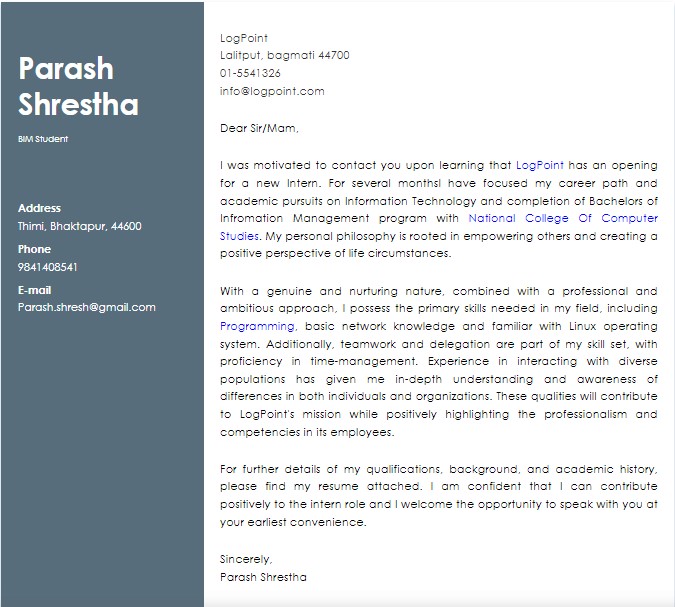 Parash
Shrestha
BIM Student
Address
Thimi, Bhaktapur, 44600
Phone
9841408541
E-mail
Parash.shresh@gmail.com
LogPoint
Lalitput, bagmati 44700
01-5541326
info@logpoint.com
Dear Sir/Mam,
I was motivated to contact you upon learning that LogPoint has an opening
for a new Intern. For several monthsI have focused my career path and
academic pursuits on Information Technology and completion of Bachelors of
Infromation Management program with National College Of Computer
Studies. My personal philosophy is rooted in empowering others and creating a
positive perspective of life circumstances.
With a genuine and nurturing nature, combined with a professional and
ambitious approach, I possess the primary skills needed in my field, including
Programming, basic network knowledge and familiar with Linux operating
system. Additionally, teamwork and delegation are part of my skill set, with
proficiency in time-management. Experience in interacting with diverse
populations has given me in-depth understanding and awareness of
differences in both individuals and organizations. These qualities will contribute
to LogPoint's mission while positively highlighting the professionalism and
competencies in its employees.
For further details of my qualifications, background, and academic history,
please find my resume attached. I am confident that I can contribute
positively to the intern role and I welcome the opportunity to speak with you at
your earliest convenience.
Sincerely,
Parash Shrestha